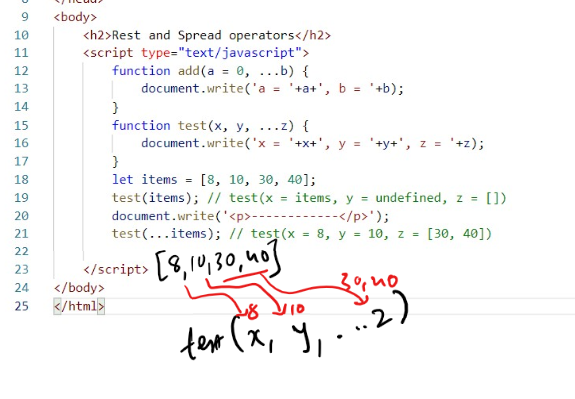 8
9 <body>
10 <h2>Rest and Spread operators</h2>
11 <script type="text/javascript">
12 function add(a = 0, ...b) {
13 document.write('a = '+a+', b = '+b);
14 }
15 function test(x, y, ...z) {
16 document.write('x = '+x+', y = '+y+', z = '+z);
17 }
18 let items = [8, 10, 30, 40];
19 test(items); // test(x = items, y = undefined, z = [])
20 document.write('<p>------------</p>');
21 test(...items); // test(x = 8, y = 10, z = [30, 40])
22
23 </script> [8,10,30,40]
24 </body> 30,40
25 </html> 8 10
test(x, y, ...z)